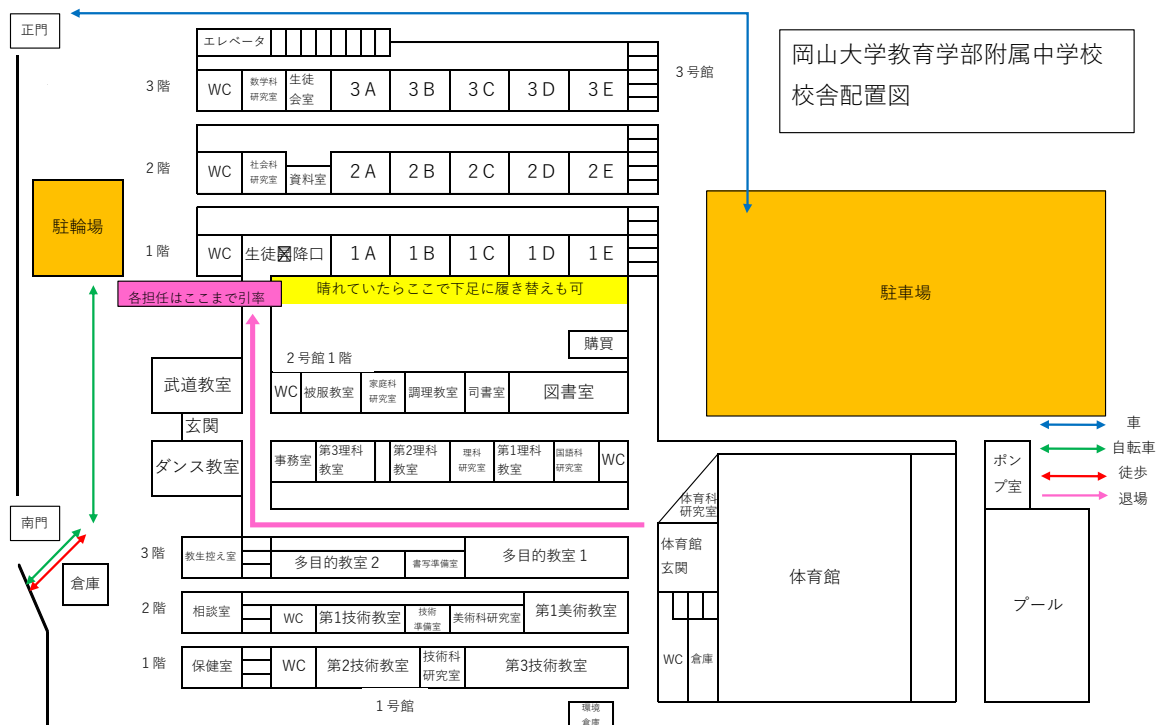 正門
エレベータ
3階
WC
数学科
研究室
生徒
会室
3A
3B
3C
3D
3E
3号館
岡山大学教育学部附属中学校
校舎配置図
2階
WC
社会科
研究室
資料室
2A
2B
2C
2D
2E
駐輪場
1階
WC
生徒昇降口
1A
1B
1C
1D
1E
各担任はここまで引率
晴れていたらここで下足に履き替えも可
駐車場
購買
2号館1階
武道教室
WC
被服教室
家庭科
研究室
調理教室
司書室
図書室
玄関
車
自転車
徒歩
退場
ダンス教室
事務室
第3理科
教室
第2理科
教室
理科
研究室
第1理科
教室
国語科
研究室
WC
ポン
プ室
体育科
研究室
南門
体育館
玄関
3階
教生控え室
多目的教室2
書写準備室
多目的教室1
倉庫
体育館
プール
2階
相談室
WC
第1技術教室
技術
準備室
美術科研究室
第1美術教室
1階
保健室
WC
第2技術教室
技術科
研究室
第3技術教室
WC
倉庫
1号館
環境
倉庫